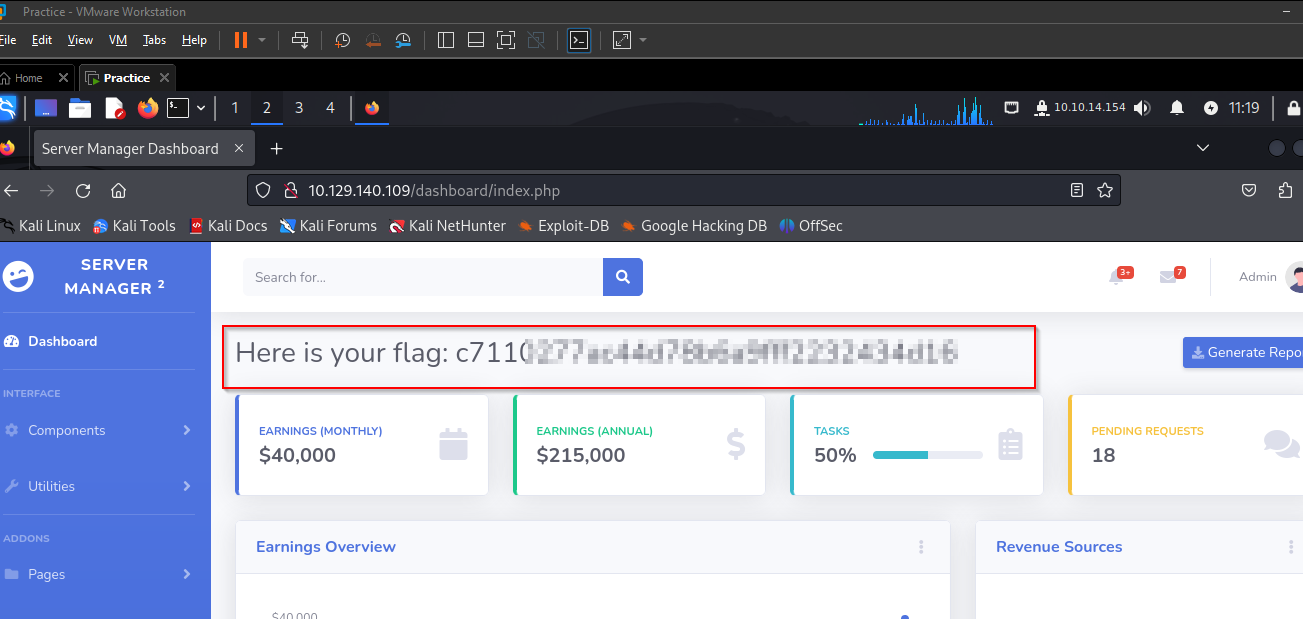 Practice - VMware Workstation
File Edit View VM Tabs Help
Home Practice
1 2 3 4 10.10.14.154 11:19
Server Manager Dashboard
10.129.140.109/dashboard/index.php
Kali Linux Kali Tools Kali Docs Kali Forums Kali NetHunter Exploit-DB Google Hacking DB OffSec
SERVER
MANAGER 2
Search for...
3+ 7 Admin
Dashboard
Here is your flag: c7110
Generate Repo
INTERFACE
Components
Utilities
ADDONS
Pages
EARNINGS (MONTHLY)
$40,000
EARNINGS (ANNUAL)
$215,000
TASKS
50%
PENDING REQUESTS
18
Earnings Overview
Revenue Sources
$40,000